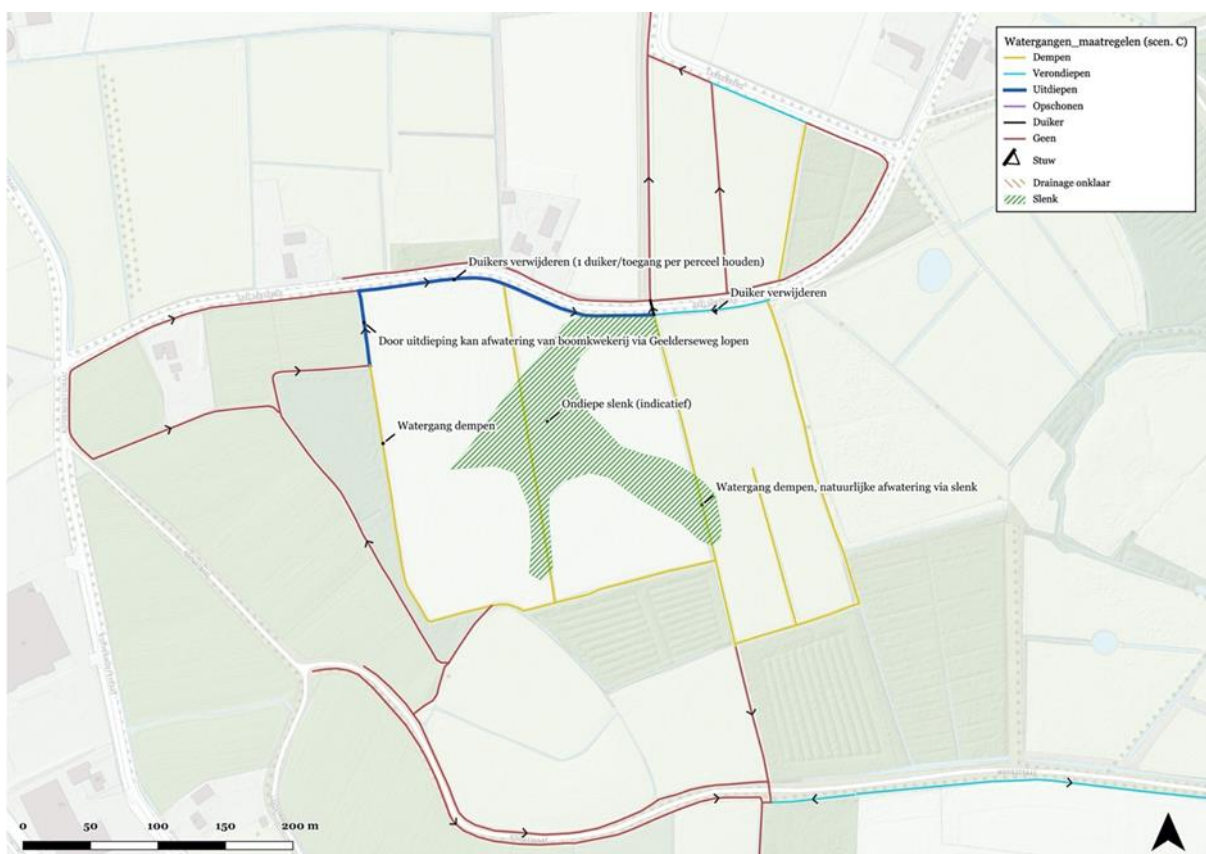 Watergangen_maatregelen (scen. C)
Dempen
Verondiepen
Uitdiepen
Opschonen
Duiker
Geen
Stuw
Drainage onklaar
Slenk
Duikers verwijderen (1 duiker/toegang per perceel houden)
Duiker verwijderen
Door uitdieping kan afwatering van boomkwekerij via Geelderseweg lopen
Ondiepe slenk (indicatief)
Watergang dempen
Watergang dempen, natuurlijke afwatering via slenk
0 50 100 150 200 m